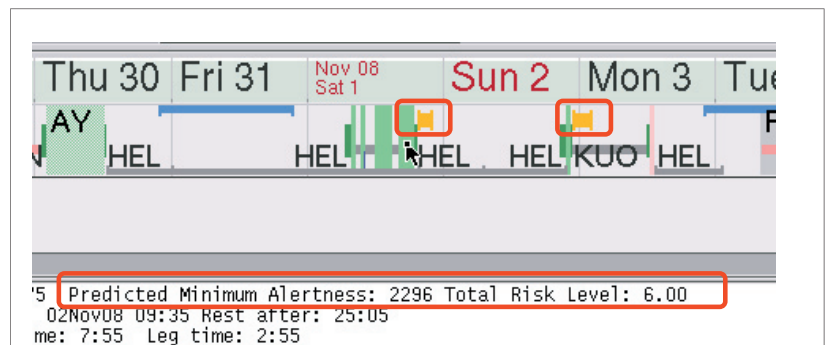 Thu 30 Fri 31 Nov 08 Sun 2 Mon 3 Tue
Sat 1
AY F
N HEL HEL HEL HEL KUO HEL
'5 Predicted Minimum Alertness: 2296 Total Risk Level: 6.00
02Nov08 09:35 Rest after: 25:05
me: 7:55 Leg time: 2:55